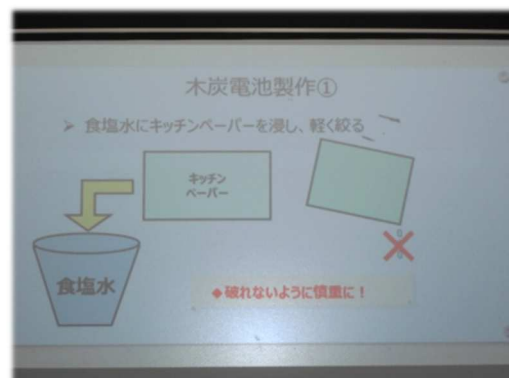 木炭電池製作①
➢ 食塩水にキッチンペーパーを浸し、軽く絞る
キッチン
ペーパー
食塩水
◆破れないように慎重に！